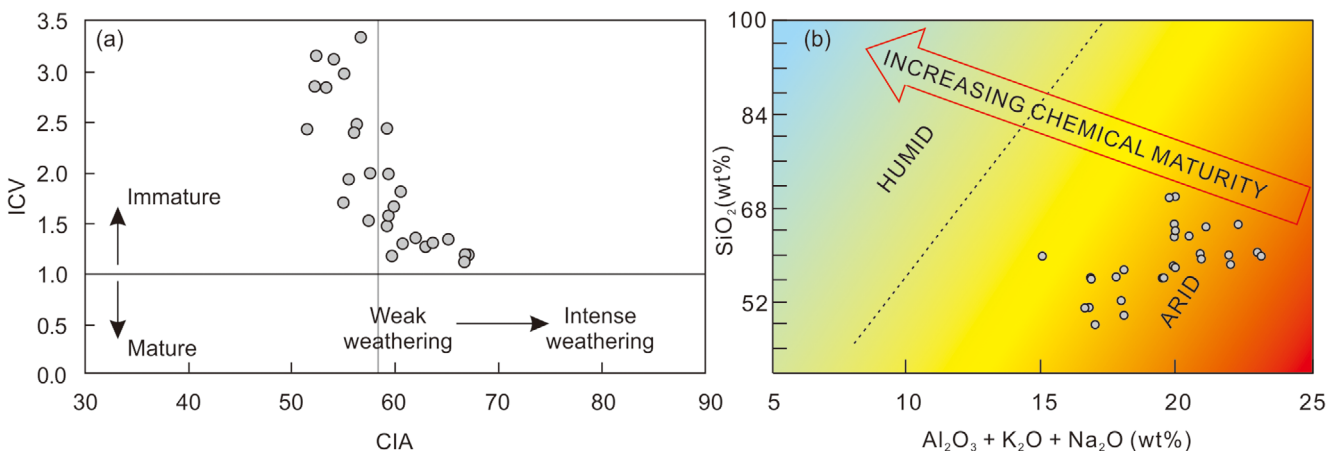 (a)
3.5
3.0
2.5
2.0
1.5
1.0
0.5
0.0
ICV
Immature
Mature
Weak
weathering
Intense
weathering
30
40
50
60
70
80
90
CIA
(b)
100
84
68
52
SiO₂(wt%)
HUMID
INCREASING CHEMICAL MATURITY
ARID
5
10
15
20
25
Al₂O₃ + K₂O + Na₂O (wt%)